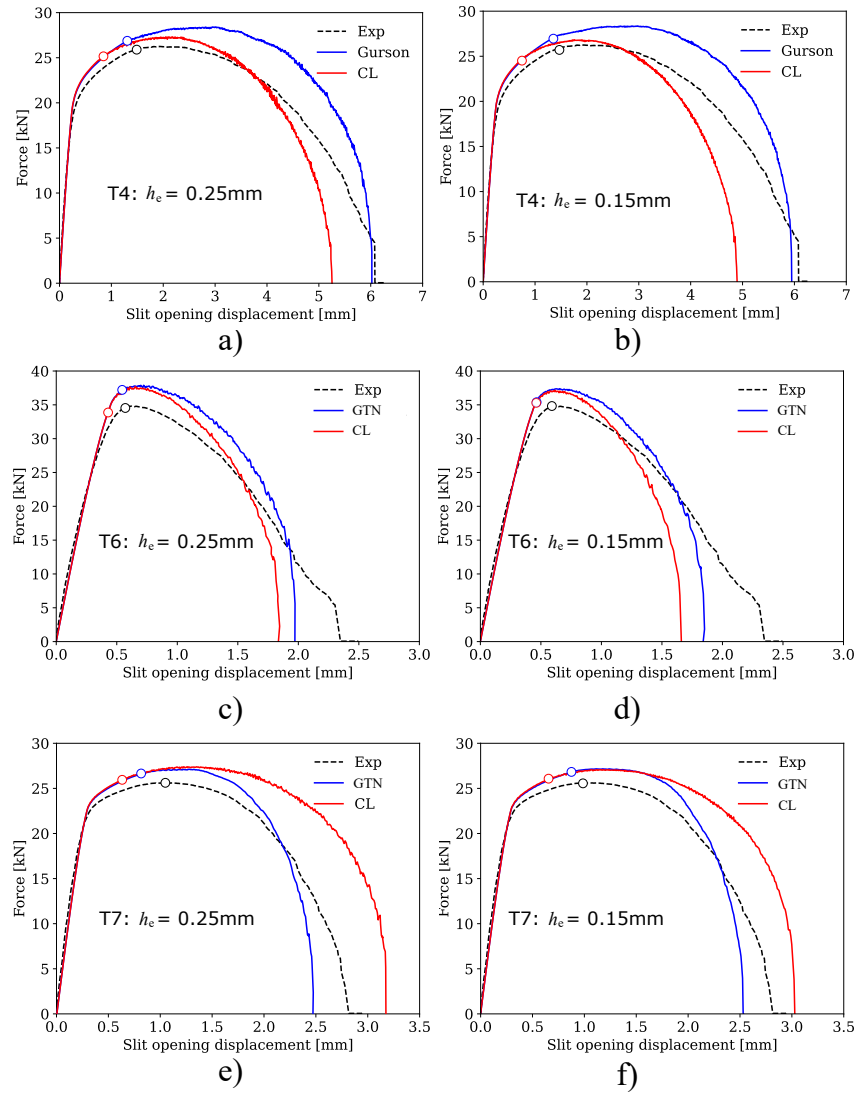 30
25
20
15
10
5
0
Force [kN]
Exp
Gurson
CL
T4: hₑ = 0.25mm
0 1 2 3 4 5 6 7
Slit opening displacement [mm]
a)
30
25
20
15
10
5
0
Force [kN]
Exp
Gurson
CL
T4: hₑ = 0.15mm
0 1 2 3 4 5 6 7
Slit opening displacement [mm]
b)
40
35
30
25
20
15
10
5
0
Force [kN]
Exp
GTN
CL
T6: hₑ = 0.25mm
0.0 0.5 1.0 1.5 2.0 2.5 3.0
Slit opening displacement [mm]
c)
40
35
30
25
20
15
10
5
0
Force [kN]
Exp
GTN
CL
T6: hₑ = 0.15mm
0.0 0.5 1.0 1.5 2.0 2.5 3.0
Slit opening displacement [mm]
d)
30
25
20
15
10
5
0
Force [kN]
Exp
GTN
CL
T7: hₑ = 0.25mm
0.0 0.5 1.0 1.5 2.0 2.5 3.0 3.5
Slit opening displacement [mm]
e)
30
25
20
15
10
5
0
Force [kN]
Exp
GTN
CL
T7: hₑ = 0.15mm
0.0 0.5 1.0 1.5 2.0 2.5 3.0 3.5
Slit opening displacement [mm]
f)